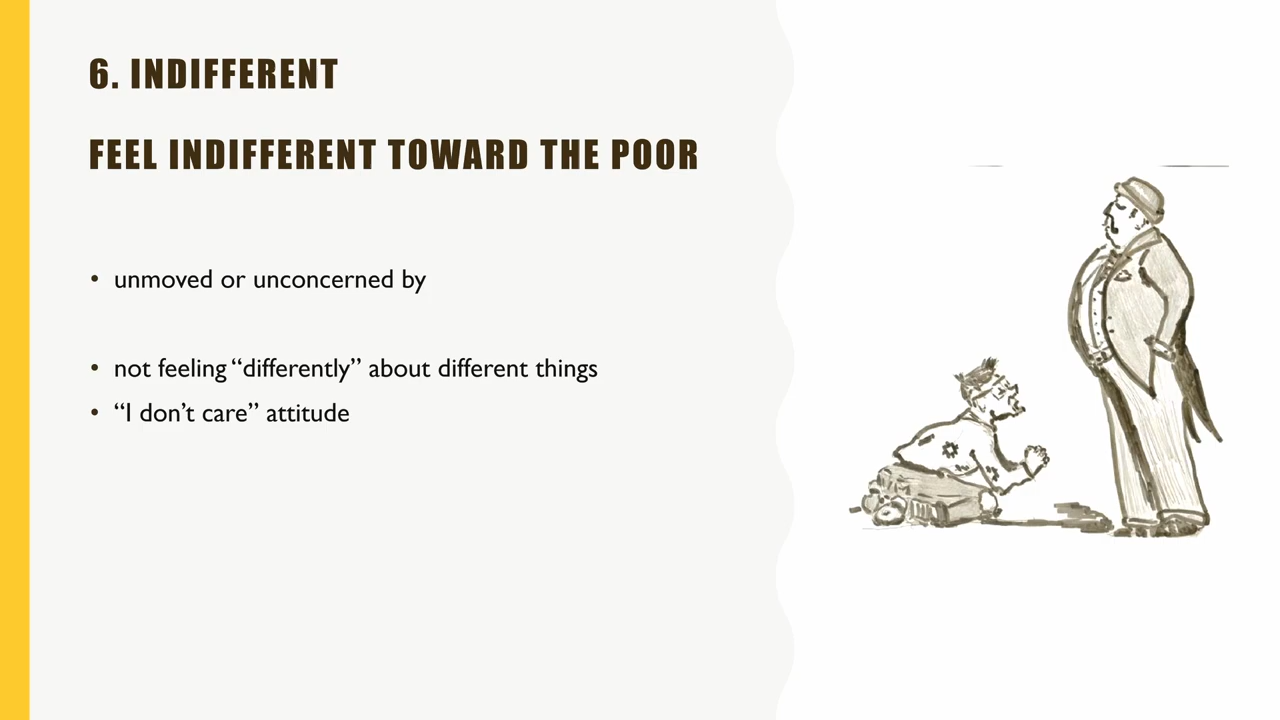 6. INDIFFERENT
FEEL INDIFFERENT TOWARD THE POOR
• unmoved or unconcerned by
• not feeling “differently” about different things
• “I don’t care” attitude